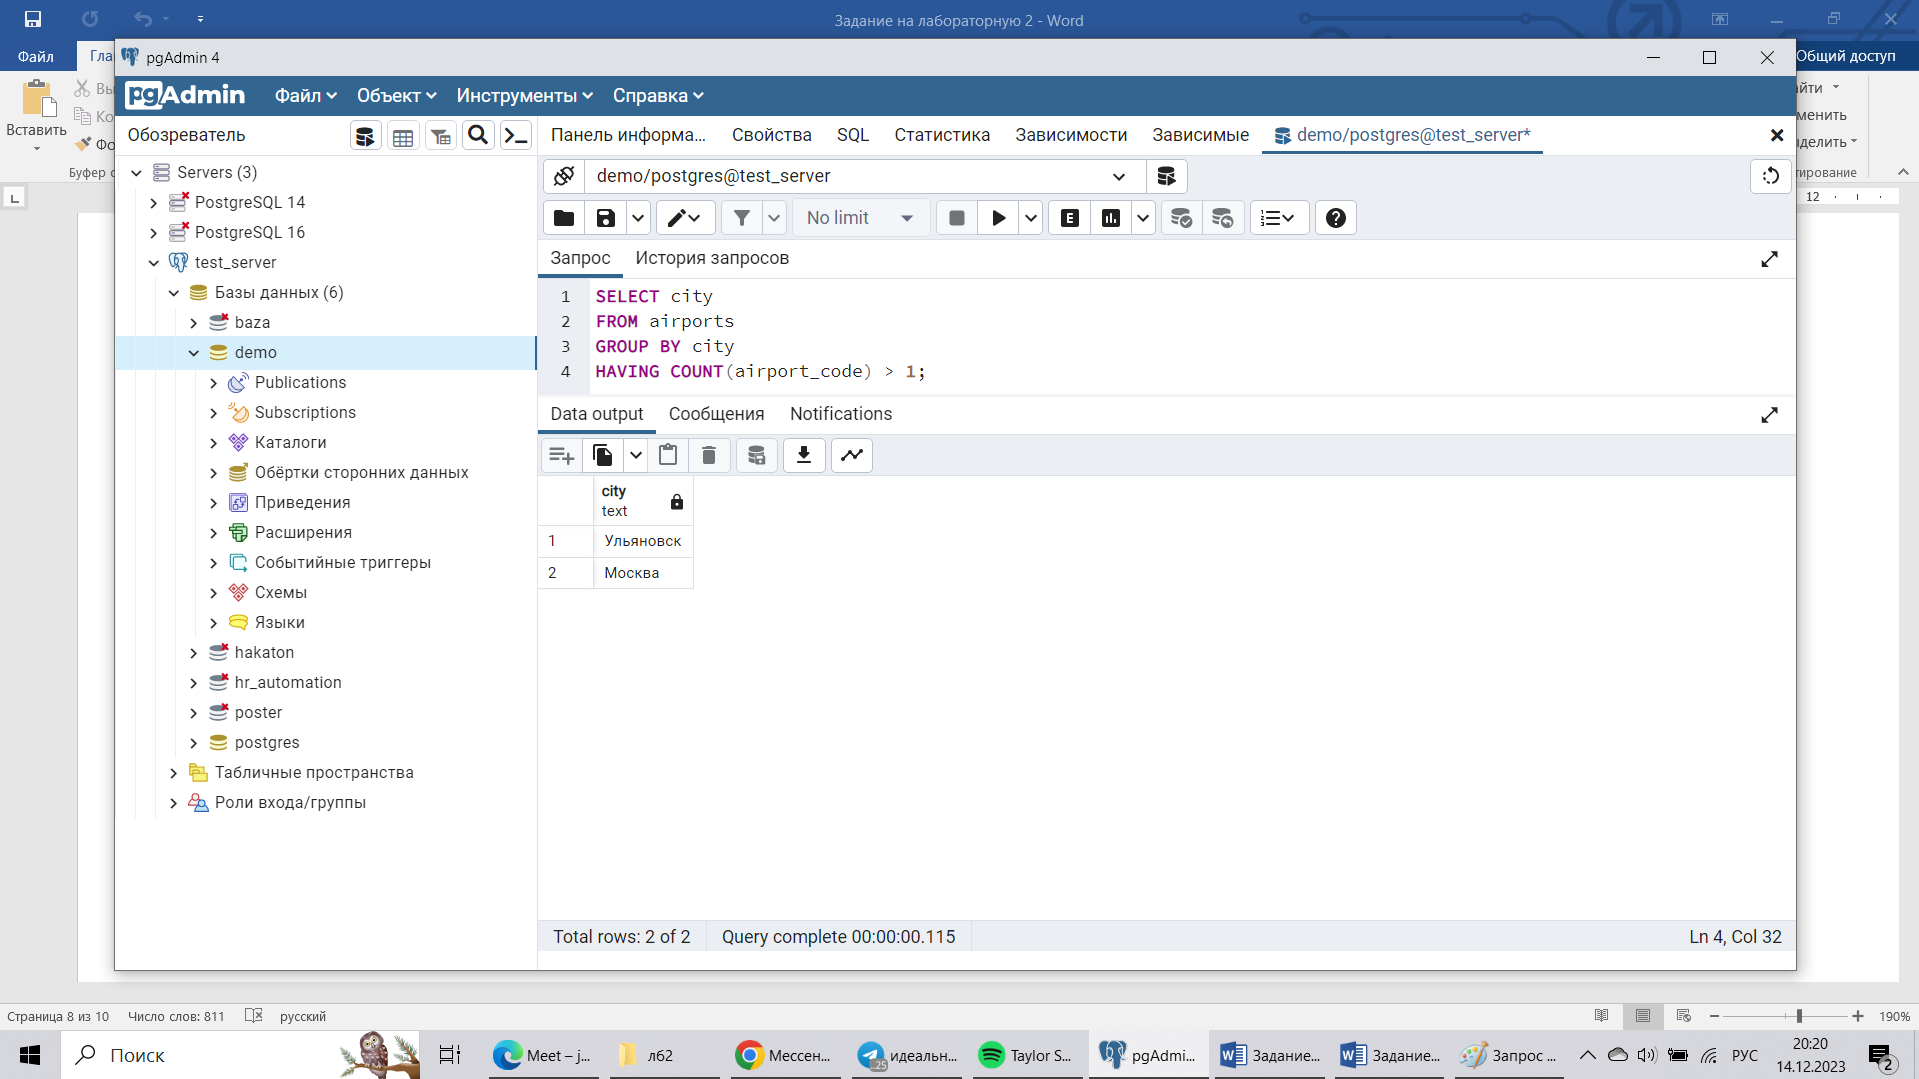 Задание на лабораторную 2 - Word
Файл
Общий доступ
Вставить
pgAdmin 4
pgAdmin
Файл
Объект
Инструменты
Справка
Обозреватель
Панель информа...
Свойства
SQL
Статистика
Зависимости
Зависимые
demo/postgres@test_server*
Servers (3)
PostgreSQL 14
PostgreSQL 16
test_server
Базы данных (6)
baza
demo
Publications
Subscriptions
Каталоги
Обёртки сторонних данных
Приведения
Расширения
Событийные триггеры
Схемы
Языки
hakaton
hr_automation
poster
postgres
Табличные пространства
Роли входа/группы
demo/postgres@test_server
No limit
E
Запрос
История запросов
1 SELECT city
2 FROM airports
3 GROUP BY city
4 HAVING COUNT(airport_code) > 1;
Data output
Сообщения
Notifications
city
text
1 Ульяновск
2 Москва
Total rows: 2 of 2
Query complete 00:00:00.115
Ln 4, Col 32
12
Страница 8 из 10
Число слов: 811
русский
190%
Поиск
Meet – j...
лб2
Мессен...
идеальн...
25
Taylor S...
pgAdmi...
Задание...
Задание...
Запрос ...
РУС
20:20
14.12.2023
2